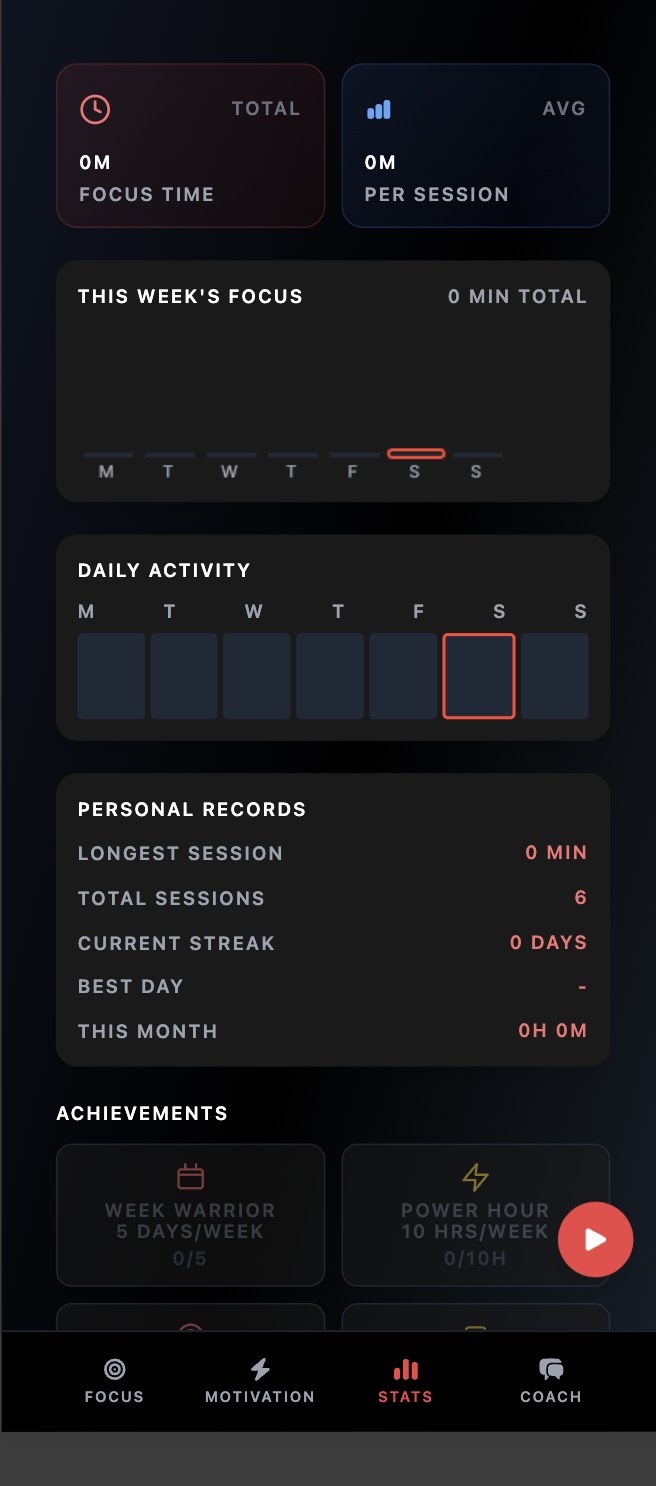 TOTAL
0M
FOCUS TIME
AVG
0M
PER SESSION
THIS WEEK'S FOCUS
0 MIN TOTAL
M T W T F S S
DAILY ACTIVITY
M T W T F S S
PERSONAL RECORDS
LONGEST SESSION 0 MIN
TOTAL SESSIONS 6
CURRENT STREAK 0 DAYS
BEST DAY -
THIS MONTH 0H 0M
ACHIEVEMENTS
WEEK WARRIOR
5 DAYS/WEEK
0/5
POWER HOUR
10 HRS/WEEK
0/10H
FOCUS
MOTIVATION
STATS
COACH